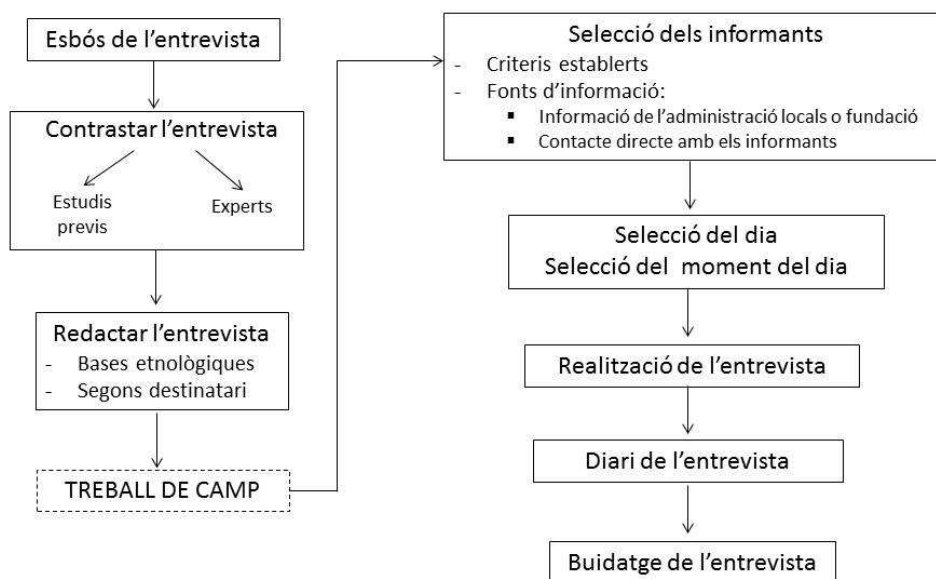 Esbós de l’entrevista
Contrastar l’entrevista
Estudis
previs
Experts
Redactar l’entrevista
- Bases etnològiques
- Segons destinatari
TREBALL DE CAMP
Selecció dels informants
- Criteris establerts
- Fonts d’informació:
▪ Informació de l’administració locals o fundació
▪ Contacte directe amb els informants
Selecció del dia
Selecció del moment del dia
Realització de l’entrevista
Diari de l’entrevista
Buidatge de l’entrevista